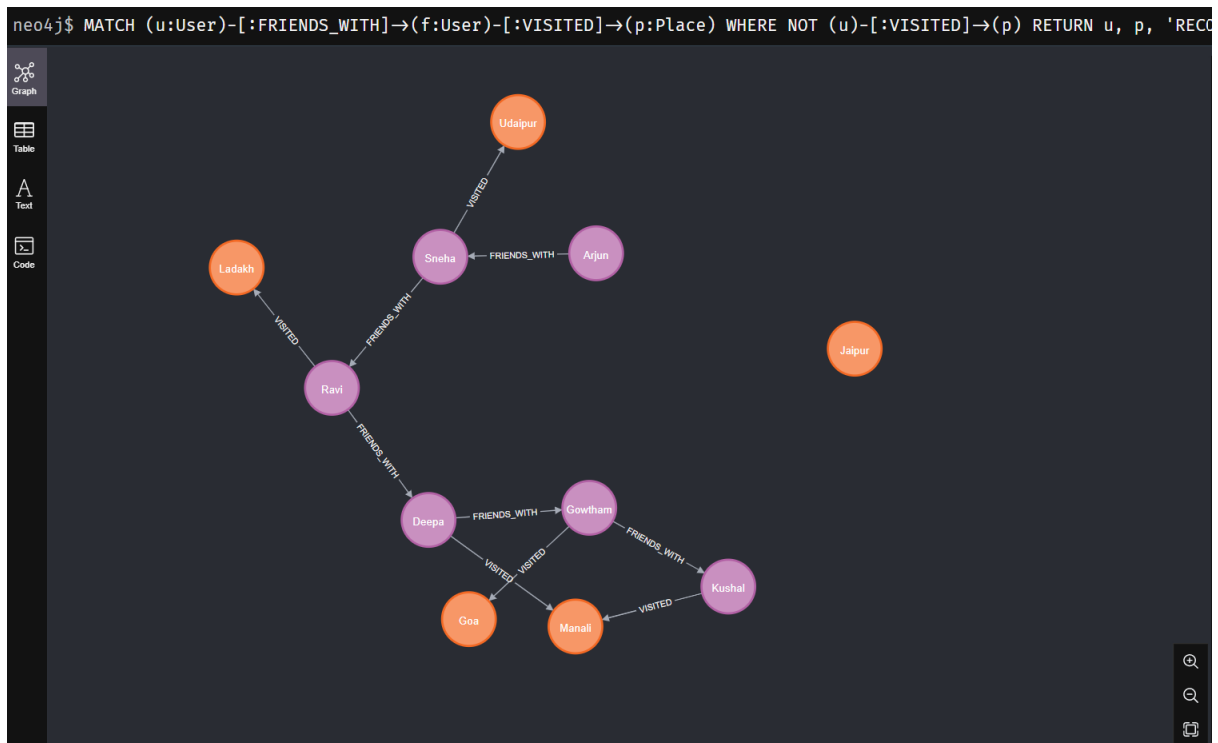 neo4j$ MATCH (u:User)-[:FRIENDS_WITH]→(f:User)-[:VISITED]→(p:Place) WHERE NOT (u)-[:VISITED]→(p) RETURN u, p, 'RECO
Graph
Table
Text
Code
Udaipur
VISITED
Sneha
FRIENDS_WITH
Arjun
Ladakh
VISITED
FRIENDS_WITH
Jaipur
Ravi
FRIENDS_WITH
Deepa
FRIENDS_WITH
Gowtham
VISITED
VISITED
FRIENDS_WITH
Kushal
VISITED
Goa
Manali